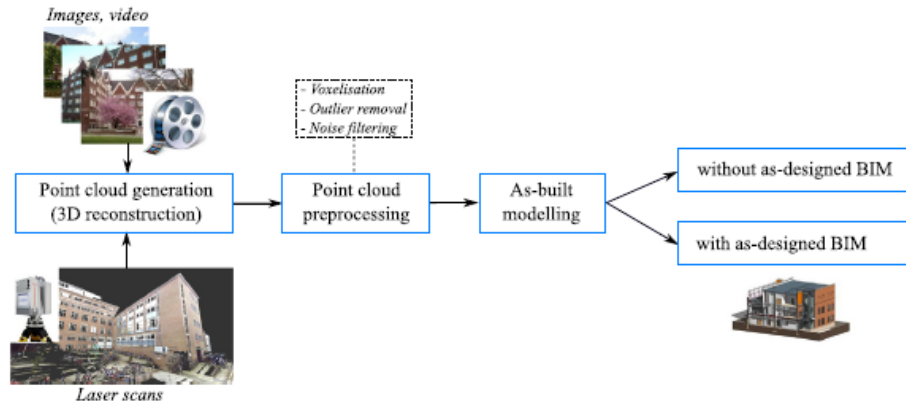 Images, video
- Voxelisation
- Outlier removal
- Noise filtering
Point cloud generation
(3D reconstruction)
Point cloud
preprocessing
As-built
modelling
without as-designed BIM
with as-designed BIM
Laser scans